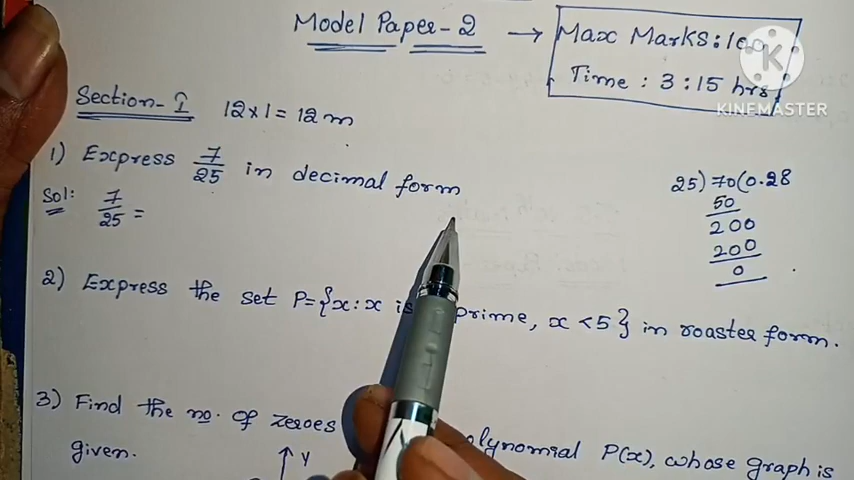 Model Paper-2 → Max Marks: 100
Time : 3:15 hrs
KINEMASTER
Section-I 12×1 = 12 m
1) Express 7/25 in decimal form
Sol: 7/25 =
25) 70 (0.28
50
200
200
0
2) Express the set P={x: x is prime, x <5} in roaster form.
3) Find the no. of zeroes polynomial P(x), whose graph is
given.
Y